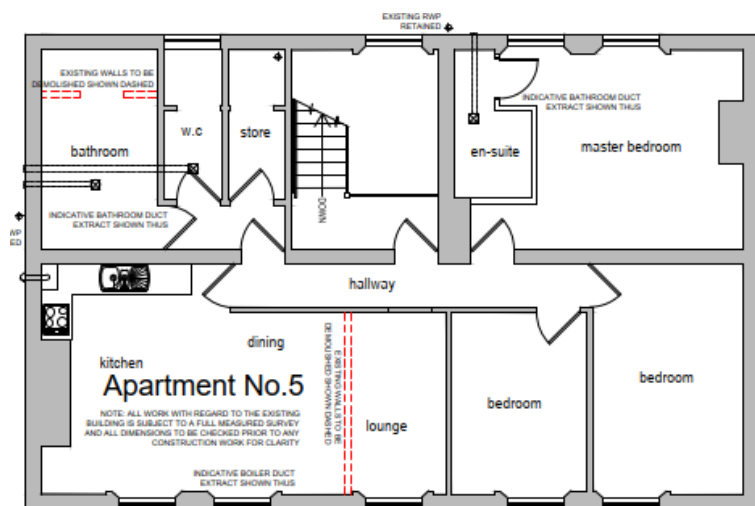 EXISTING RWP
RETAINED
EXISTING WALLS TO BE
DEMOLISHED SHOWN DASHED
INDICATIVE BATHROOM DUCT
EXTRACT SHOWN THUS
w.c
store
bathroom
en-suite
master bedroom
DOWN
INDICATIVE BATHROOM DUCT
EXTRACT SHOWN THUS
WP
ED
hallway
dining
kitchen
EXISTING WALLS TO BE
DEMOLISHED SHOWN DASHED
Apartment No.5
NOTE: ALL WORK WITH REGARD TO THE EXISTING
BUILDING IS SUBJECT TO A FULL MEASURED SURVEY
AND ALL DIMENSIONS TO BE CHECKED PRIOR TO ANY
CONSTRUCTION WORK FOR CLARITY
lounge
bedroom
bedroom
INDICATIVE BOILER DUCT
EXTRACT SHOWN THUS